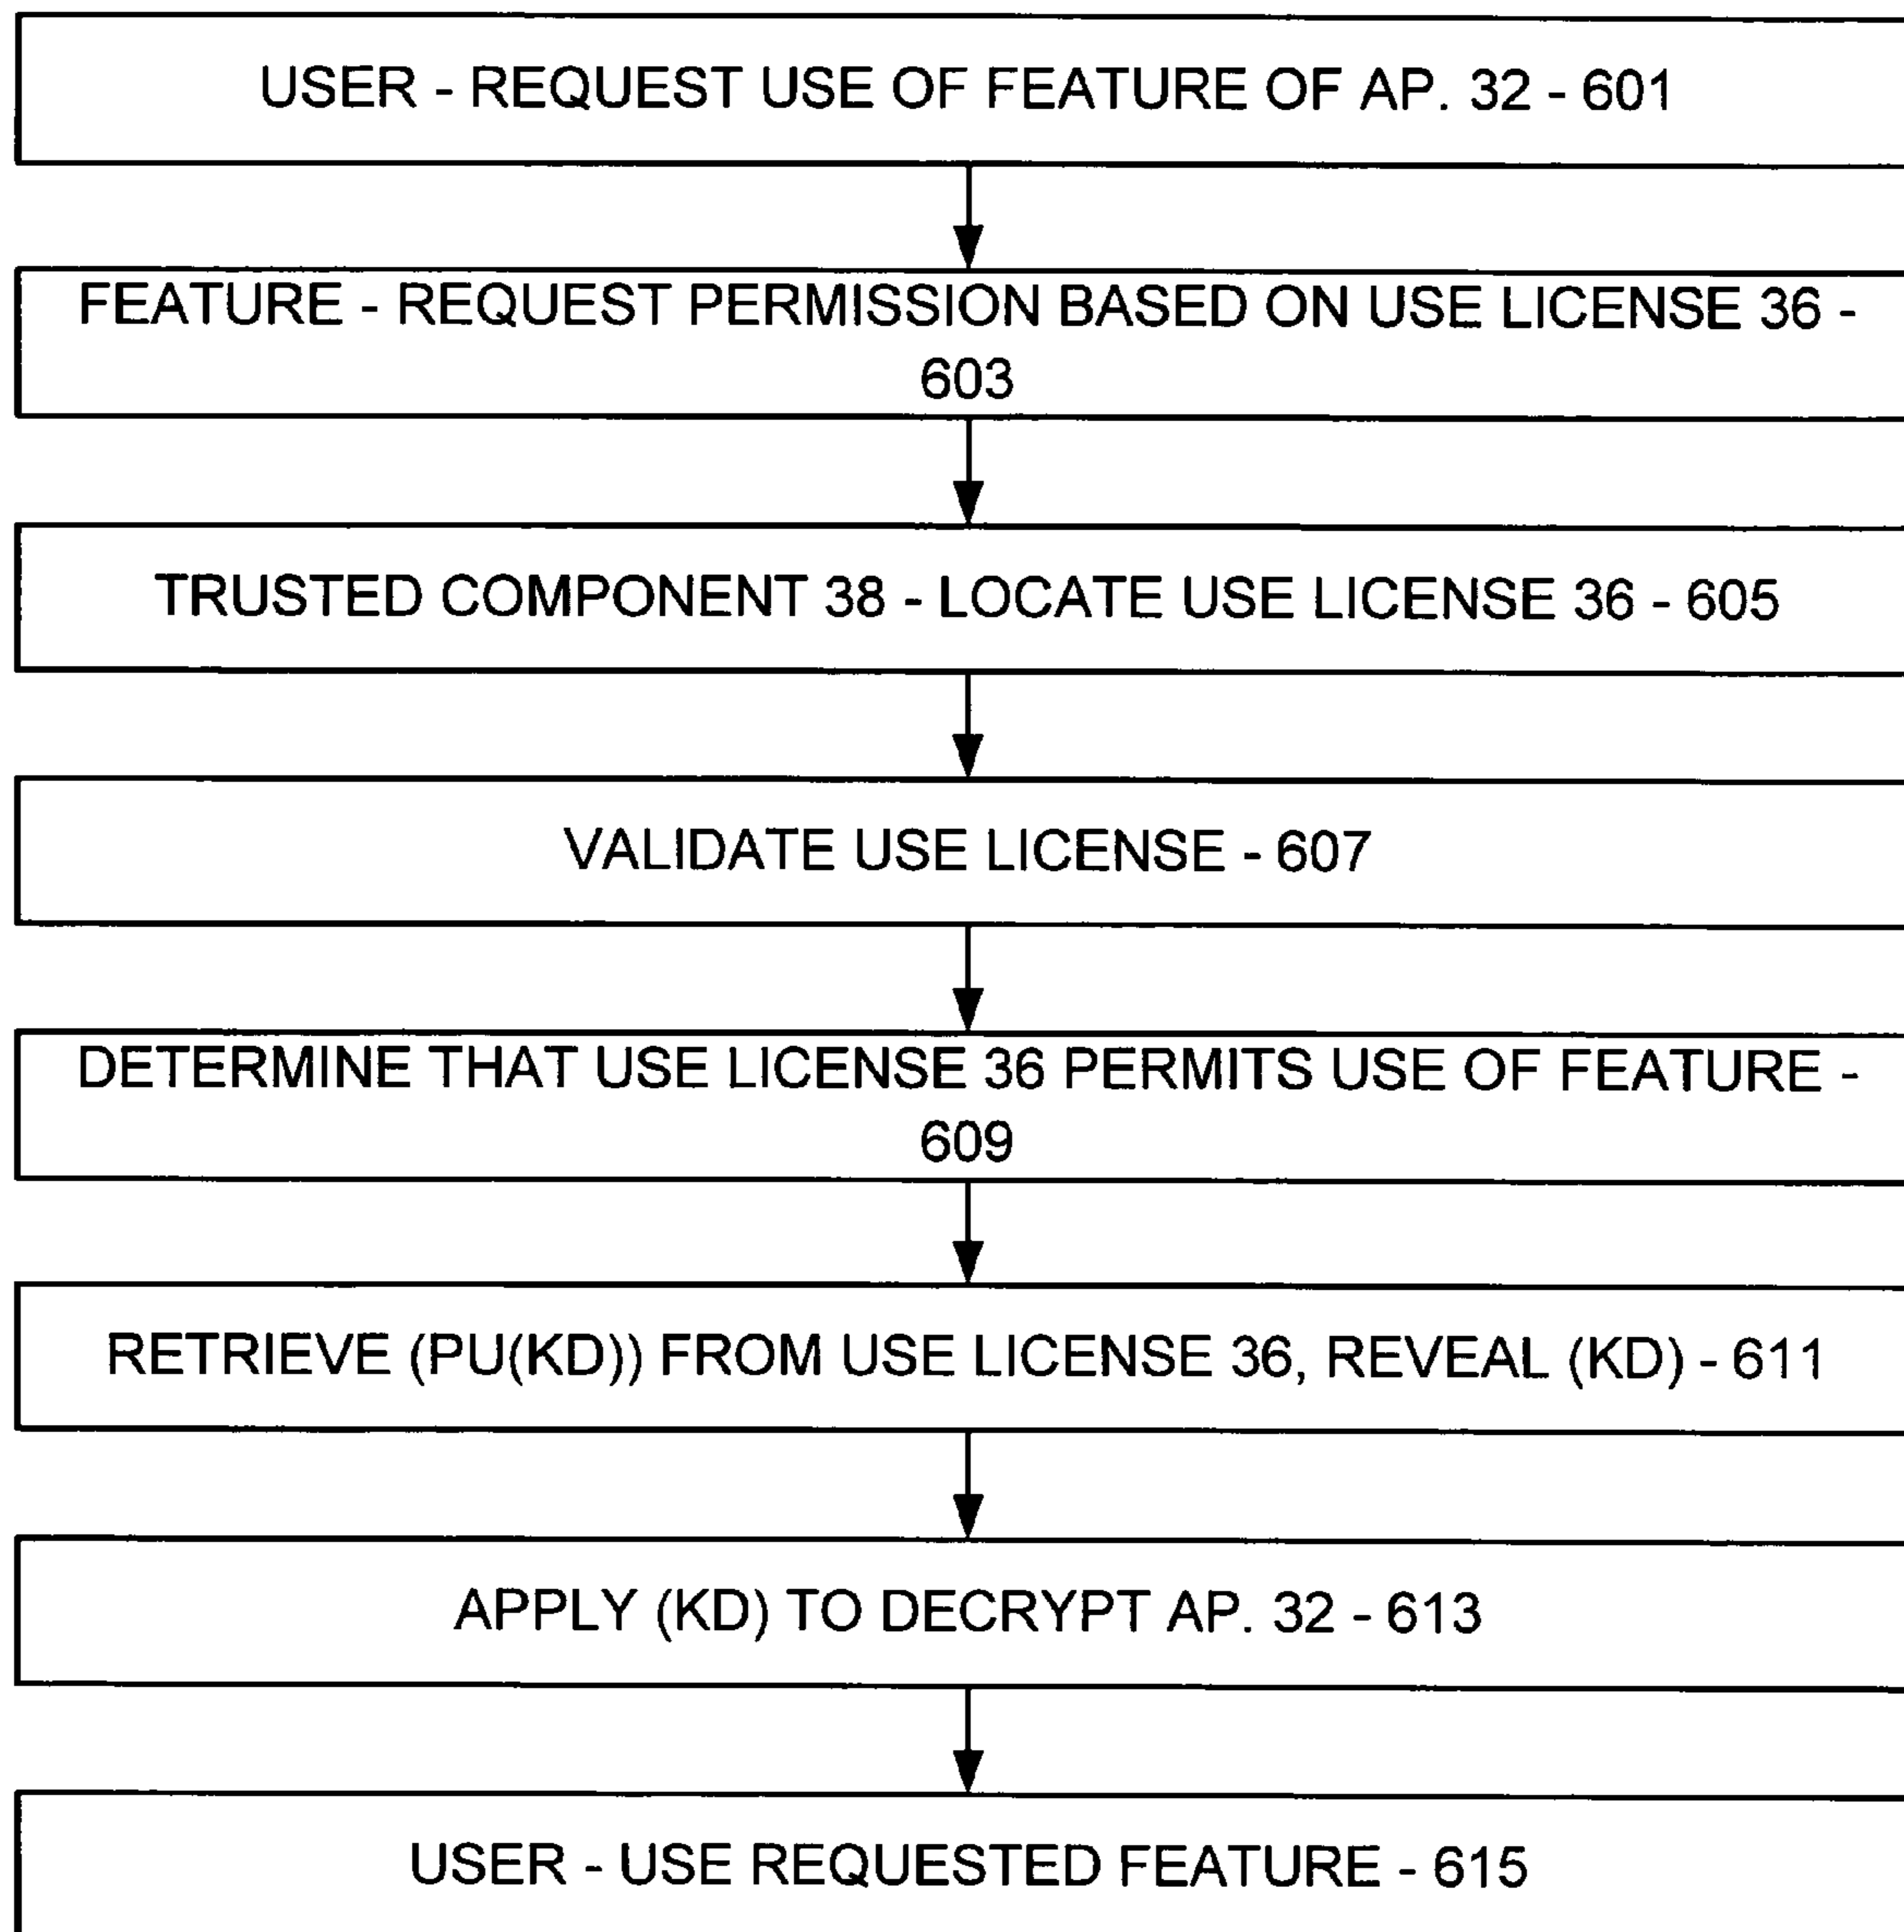 USER - REQUEST USE OF FEATURE OF AP. 32 - 601
FEATURE - REQUEST PERMISSION BASED ON USE LICENSE 36 -
603
TRUSTED COMPONENT 38 - LOCATE USE LICENSE 36 - 605
VALIDATE USE LICENSE - 607
DETERMINE THAT USE LICENSE 36 PERMITS USE OF FEATURE -
609
RETRIEVE (PU(KD)) FROM USE LICENSE 36, REVEAL (KD) - 611
APPLY (KD) TO DECRYPT AP. 32 - 613
USER - USE REQUESTED FEATURE - 615